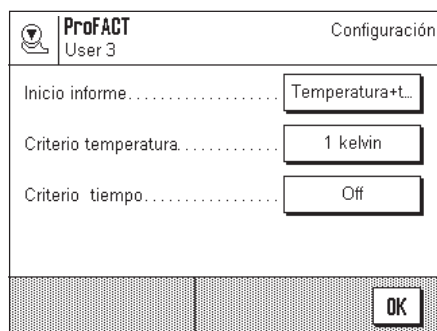 ProFACT
User 3
Configuración
Inicio informe................... Temperatura+t...
Criterio temperatura............. 1 kelvin
Criterio tiempo................. Off
OK